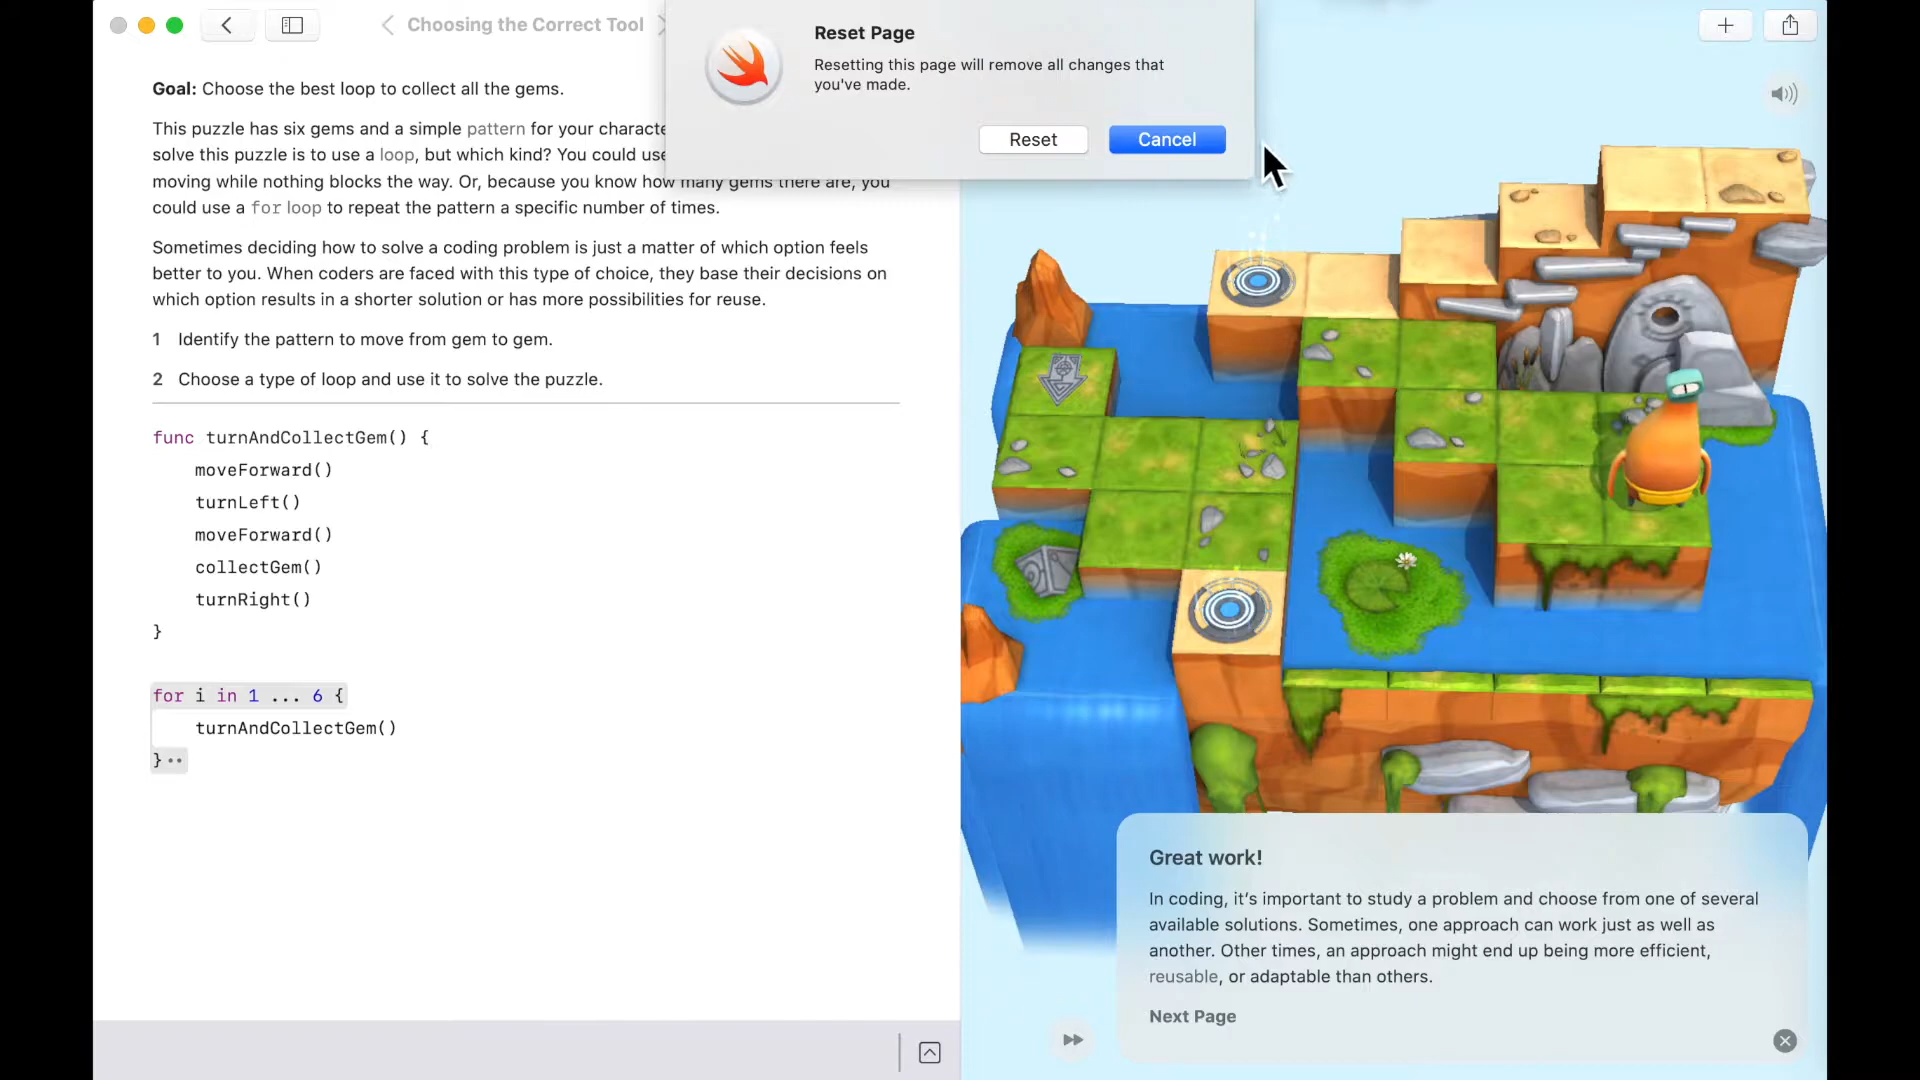 Choosing the Correct Tool
Reset Page
Resetting this page will remove all changes that
you've made.
Reset
Cancel
Goal: Choose the best loop to collect all the gems.
This puzzle has six gems and a simple pattern for your
solve this puzzle is to use a loop, but which kind? You could
moving while nothing blocks the way. Or, because you know how many gems there are, you
could use a for loop to repeat the pattern a specific number of times.
Sometimes deciding how to solve a coding problem is just a matter of which option feels
better to you. When coders are faced with this type of choice, they base their decisions on
which option results in a shorter solution or has more possibilities for reuse.
1 Identify the pattern to move from gem to gem.
2 Choose a type of loop and use it to solve the puzzle.
func turnAndCollectGem() {
moveForward()
turnLeft()
moveForward()
collectGem()
turnRight()
}
for i in 1 ... 6 {
turnAndCollectGem()
}
Great work!
In coding, it's important to study a problem and choose from one of several
available solutions. Sometimes, one approach can work just as well as
another. Other times, an approach might end up being more efficient,
reusable, or adaptable than others.
Next Page